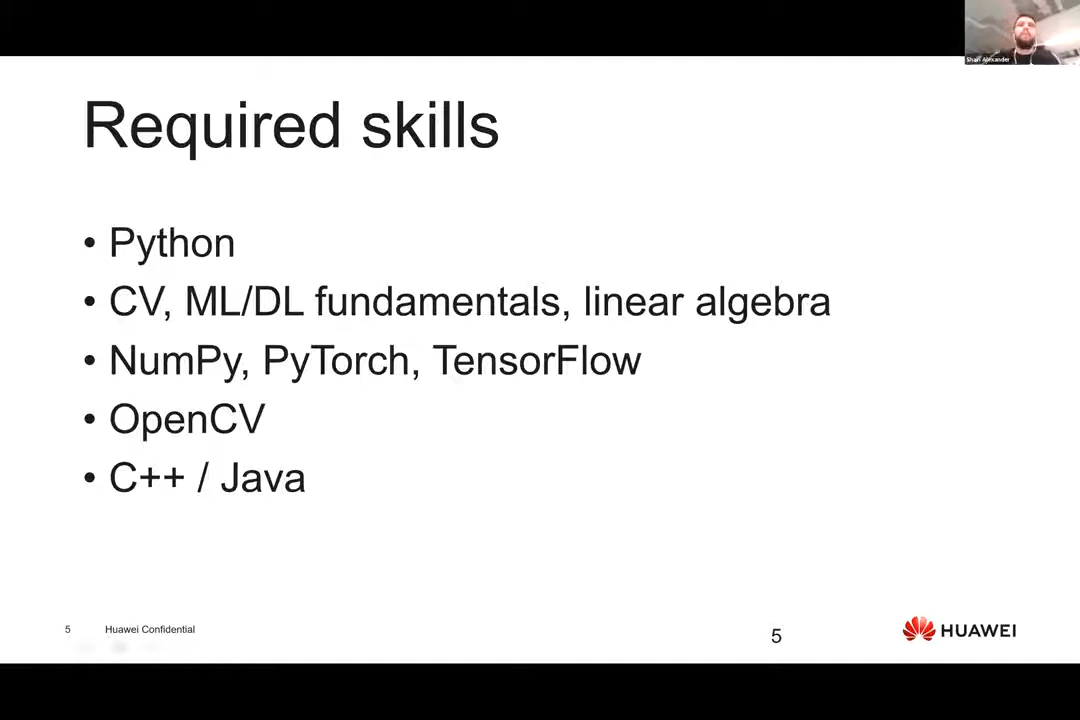 Required skills
• Python
• CV, ML/DL fundamentals, linear algebra
• NumPy, PyTorch, TensorFlow
• OpenCV
• C++ / Java
5 Huawei Confidential
5
HUAWEI